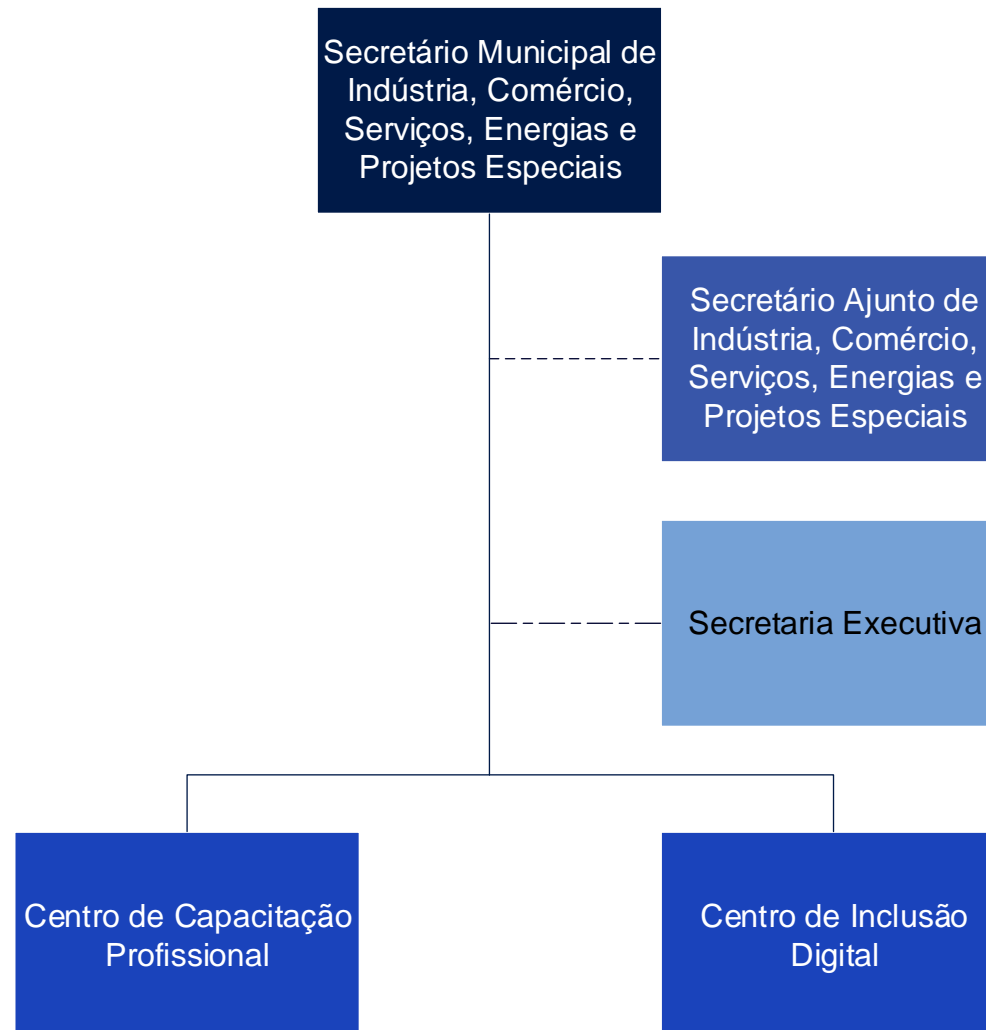 Secretário Municipal de
Indústria, Comércio,
Serviços, Energias e
Projetos Especiais
Secretário Ajunto de
Indústria, Comércio,
Serviços, Energias e
Projetos Especiais
Secretaria Executiva
Centro de Capacitação
Profissional
Centro de Inclusão
Digital